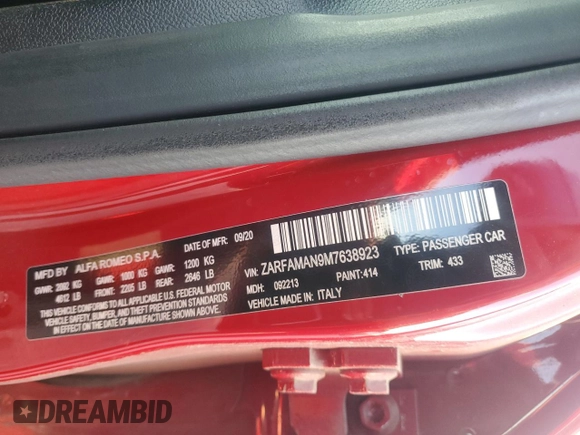 MFD BY ALFA ROMEO S.P.A. DATE OF MFR: 09/20
GVWR: 2092 KG GAWR: 1000 KG GAWR: 1200 KG
4612 LB FRONT: 2205 LB REAR: 2646 LB
THIS VEHICLE CONFORMS TO ALL APPLICABLE U.S. FEDERAL MOTOR
VEHICLE SAFETY, BUMPER, AND THEFT PREVENTION STANDARDS
IN EFFECT ON THE DATE OF MANUFACTURE SHOWN ABOVE.
VIN: ZARFAMAN9M7638923 TYPE: PASSENGER CAR
MDH: 092213 PAINT: 414 TRIM: 433
VEHICLE MADE IN: ITALY
DREAMBID